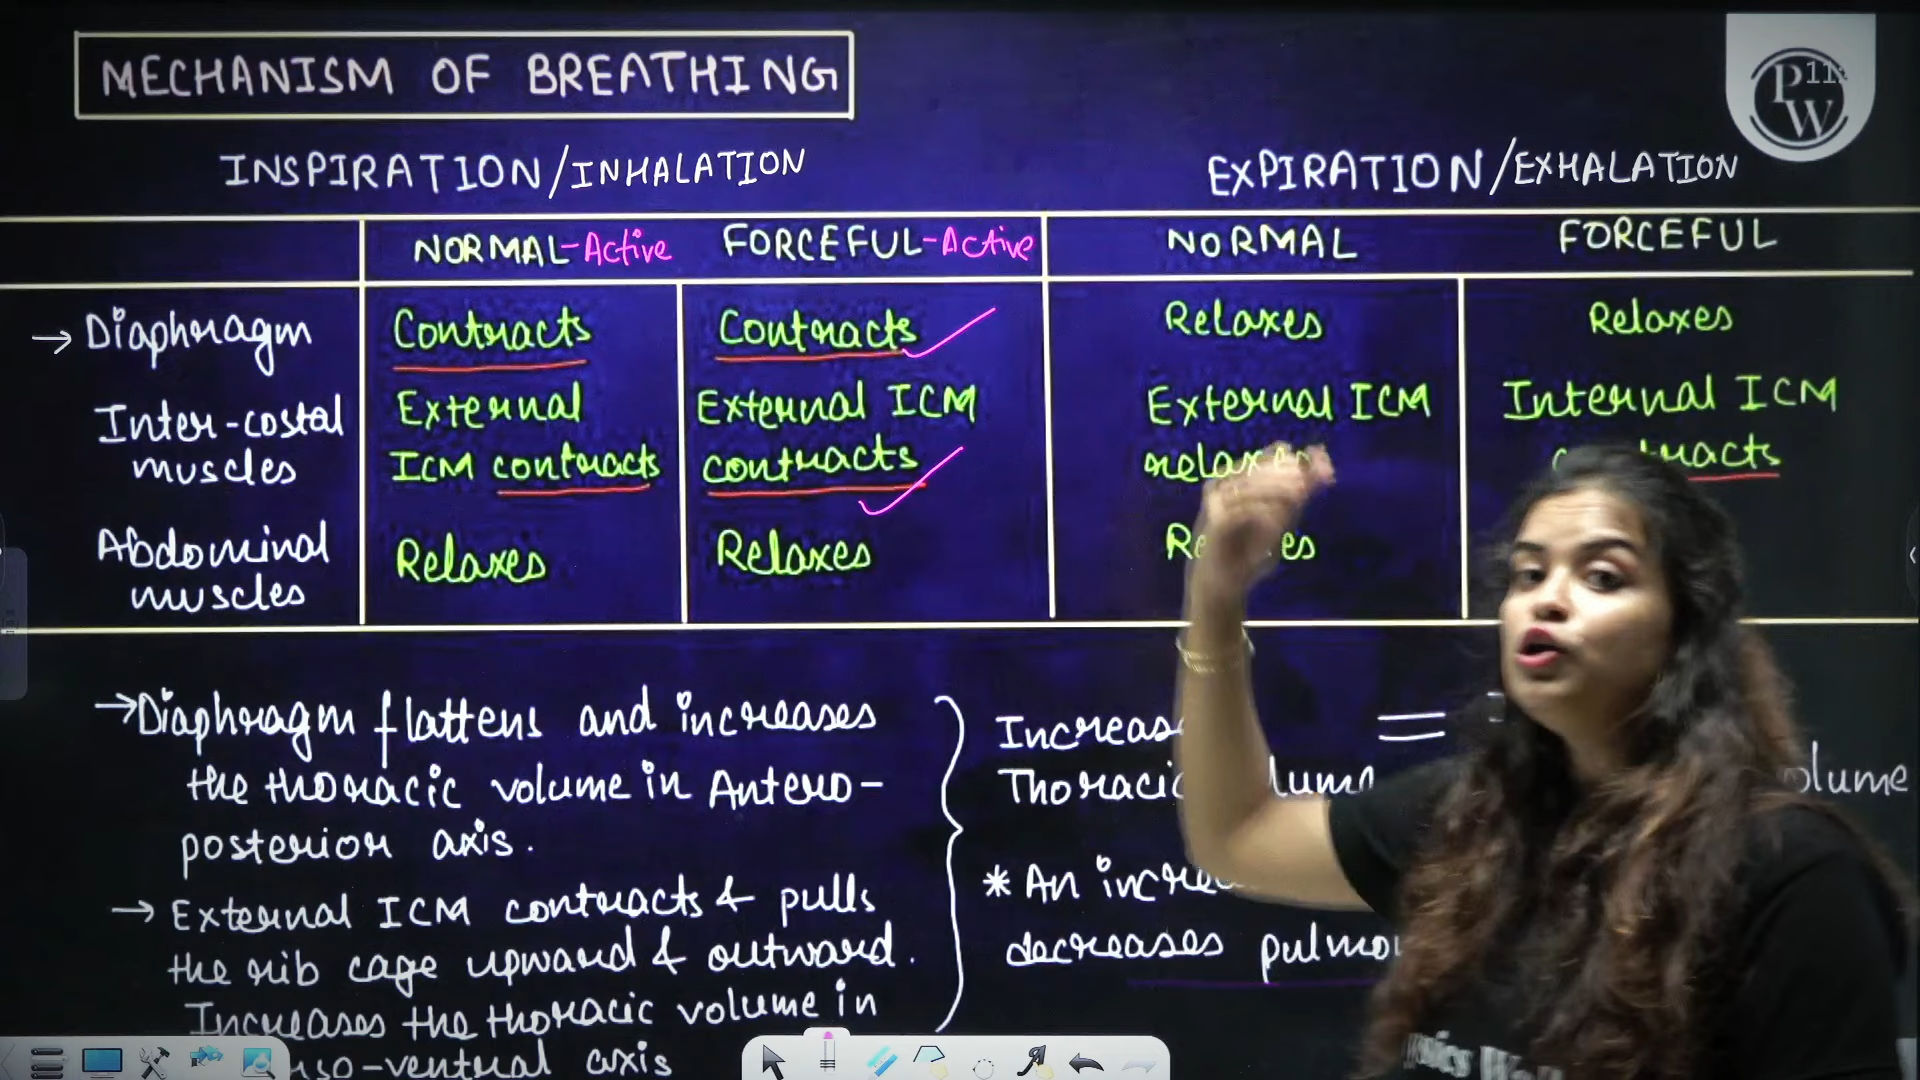 MECHANISM OF BREATHING
PW
11:
INSPIRATION/INHALATION
EXPIRATION/EXHALATION
NORMAL-Active
FORCEFUL-Active
NORMAL
FORCEFUL
→ Diaphragm
Contracts
Contracts
Relaxes
Relaxes
Inter-costal
muscles
External
ICM contracts
External ICM
contracts
External ICM
Internal ICM
Abdominal
muscles
Relaxes
Relaxes
→ Diaphragm flattens and increases
the thoracic volume in Antero-
posterior axis.
→ External ICM contracts & pulls
the rib cage upward & outward.
Increases the thoracic volume in
axis
=
* An
decreases